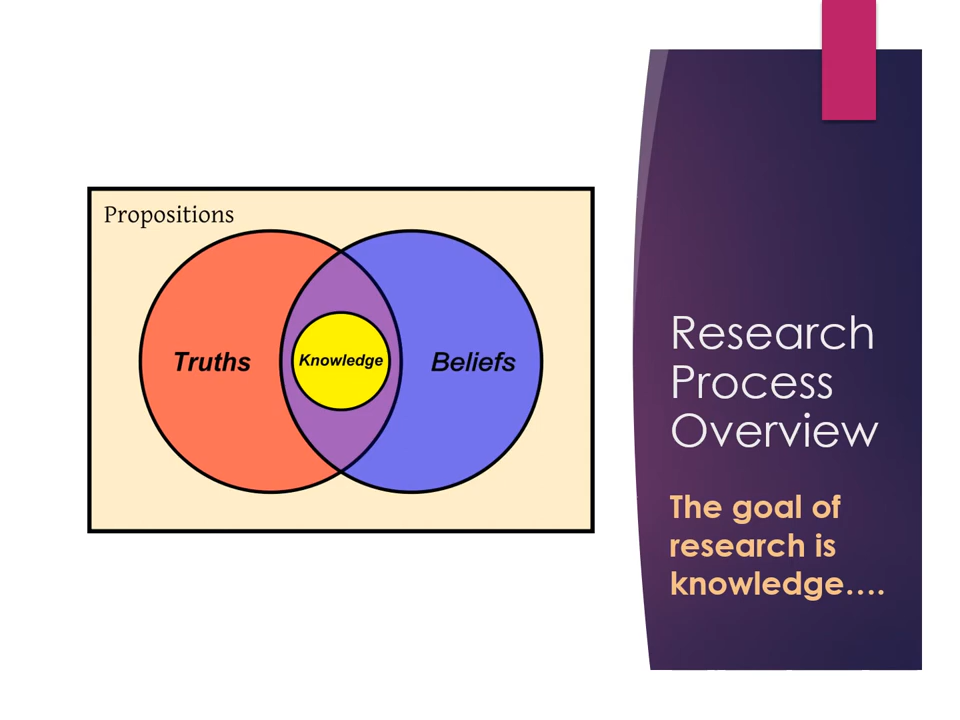 Propositions
Truths
Knowledge
Beliefs
Research
Process
Overview
The goal of
research is
knowledge....